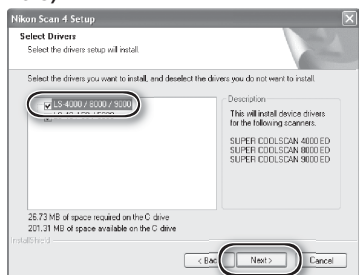 Nikon Scan 4 Setup
Select Drivers
Select the drivers setup will install.
Select the drivers you want to install, and deselect the drivers you do not want to install.
LS-4000 / 8000 / 9000
Description
This will install device drivers
for the following scanners.
SUPER COOLSCAN 4000 ED
SUPER COOLSCAN 8000 ED
SUPER COOLSCAN 9000 ED
26.73 MB of space required on the C drive
201.31 MB of space available on the C drive
InstallShield
< Back
Next >
Cancel